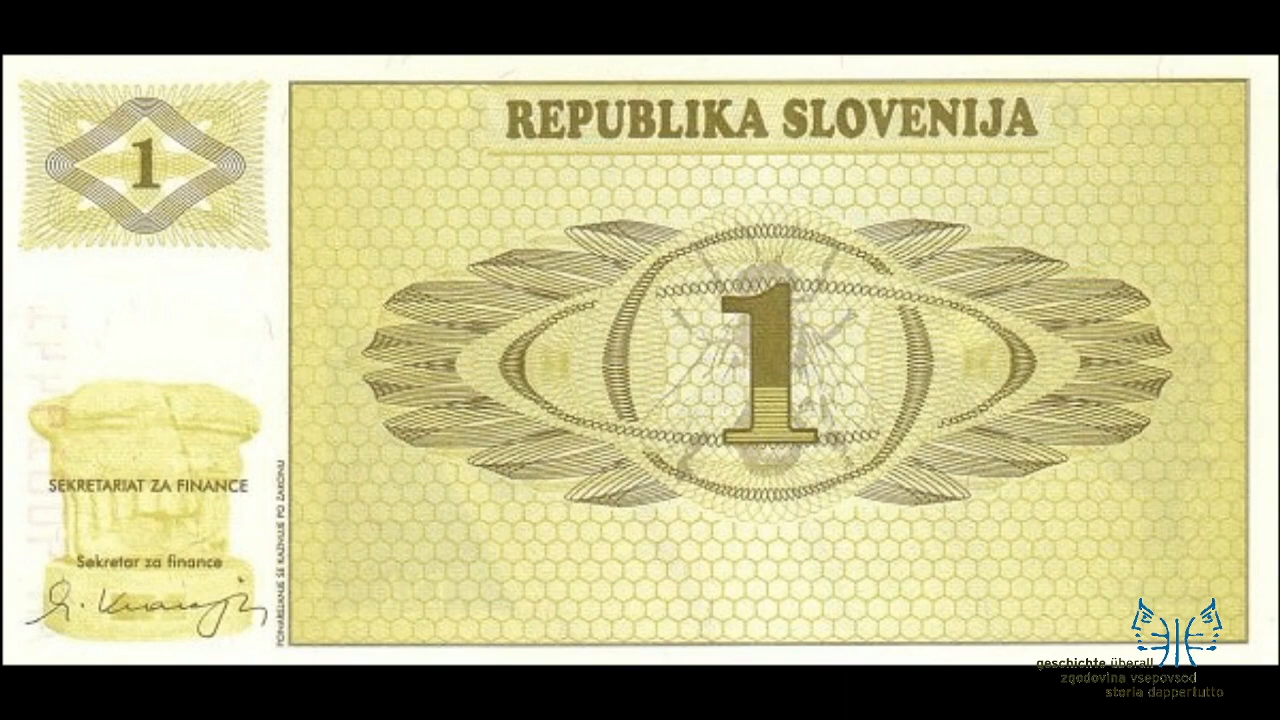 REPUBLIKA SLOVENIJA
1
1
SEKRETARIAT ZA FINANCE
Sekretar za finance
PONAREJANJE SE KAZNUJE PO ZAKONU
geschichte überall
zgodovina vsepovsod
storia dappertutto